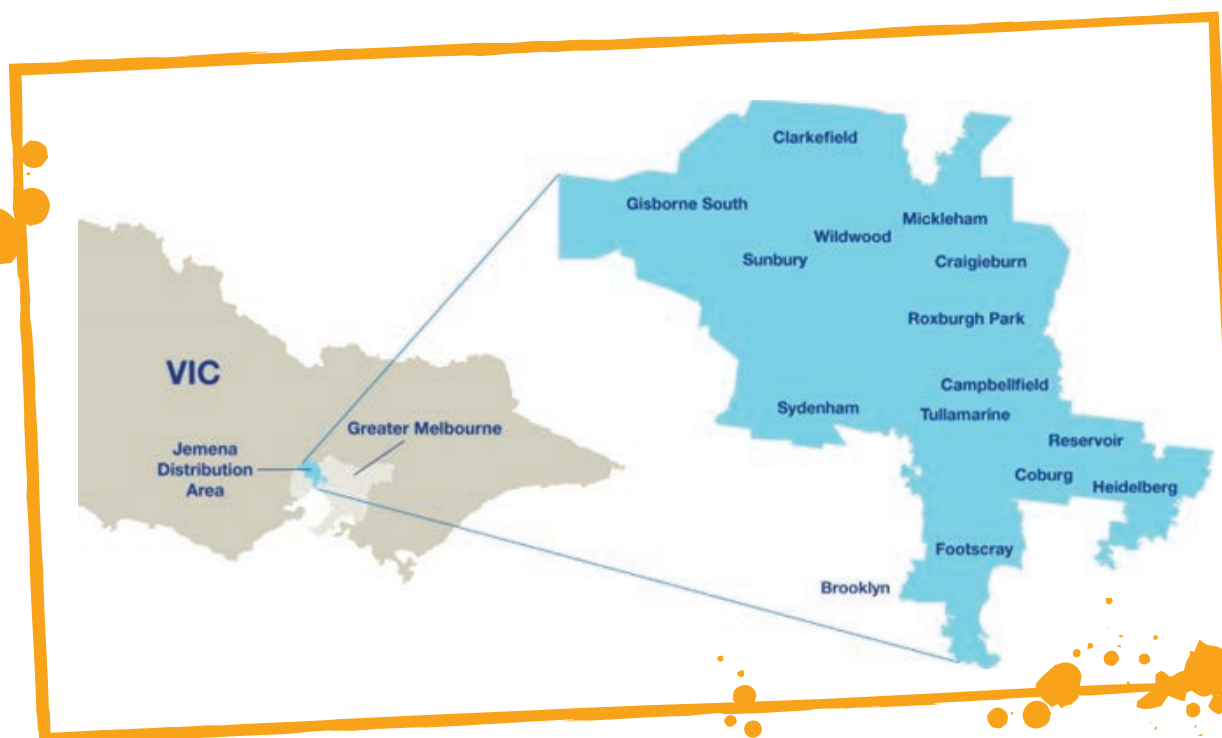 VIC
Jemena
Distribution
Area
Greater Melbourne
Clarkefield
Gisborne South
Mickleham
Wildwood
Sunbury
Craigieburn
Roxburgh Park
Campbellfield
Sydenham
Tullamarine
Reservoir
Coburg
Heidelberg
Footscray
Brooklyn